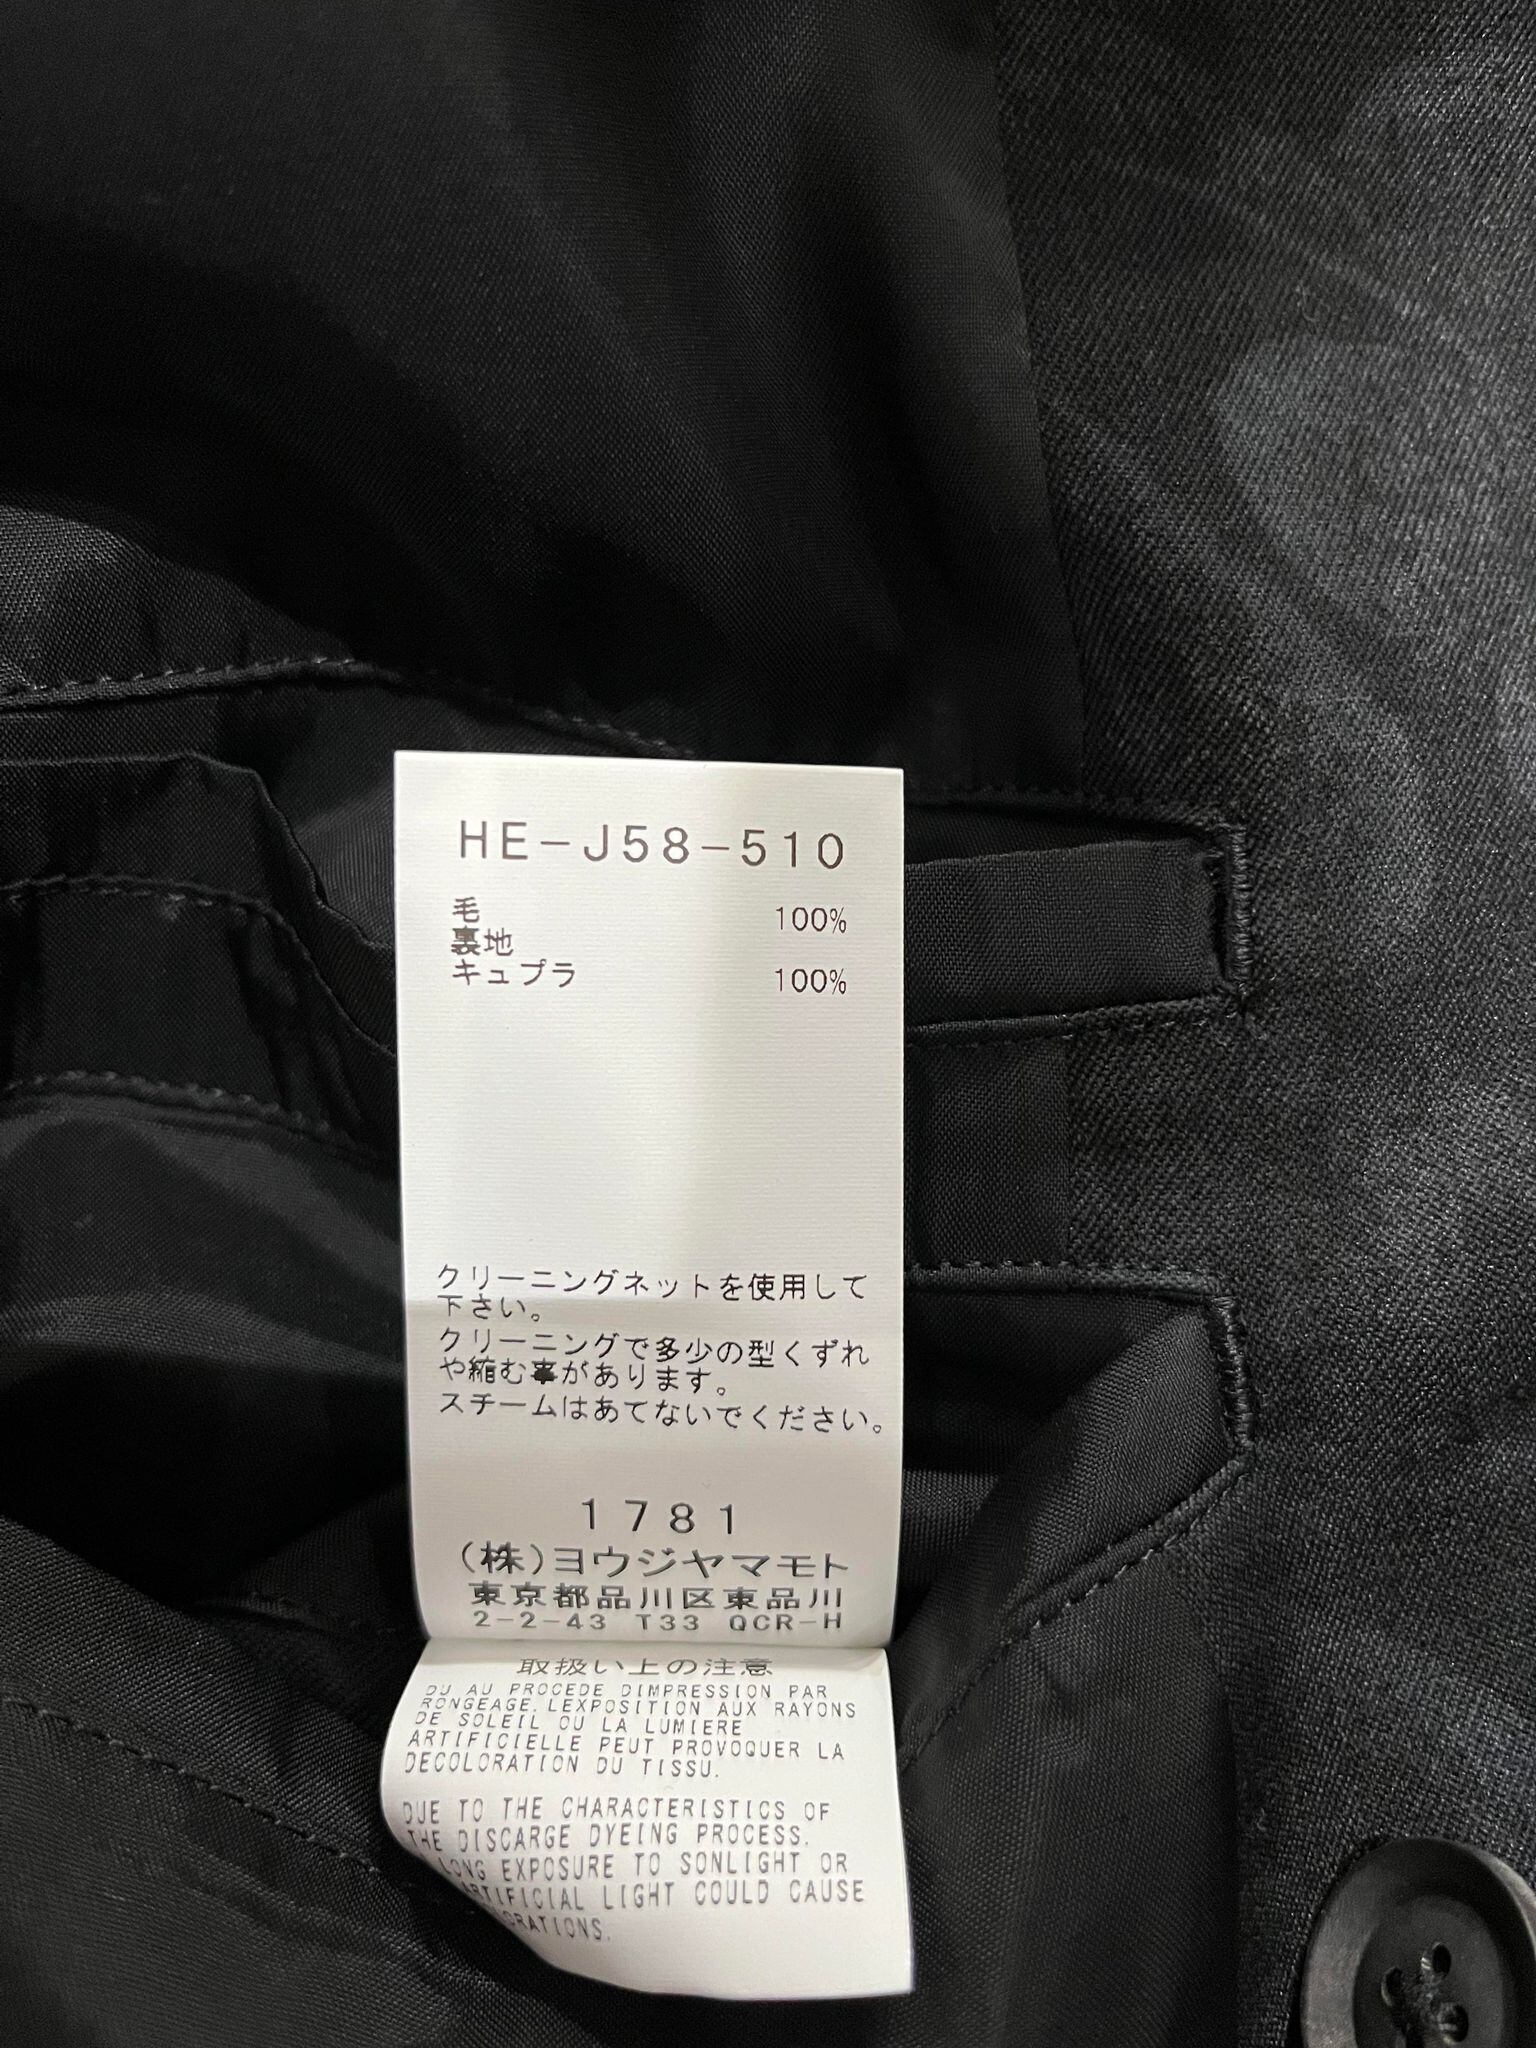 HE-J58-510
毛 100%
裏地
キュプラ 100%
クリーニングネットを使用して
下さい。
クリーニングで多少の型くずれ
や縮む事があります。
スチームはあてないでください。
1781
(株)ヨウジヤマモト
東京都品川区東品川
2-2-43 T33 QCR-H
取扱い上の注意
DU AU PROCEDE DIMPRESSION PAR
RONGEAGE. LEXPOSITION AUX RAYONS
DE SOLEIL OU LA LUMIERE
ARTIFICIELLE PEUT PROVOQUER LA
DECOLORATION DU TISSU.
DUE TO THE CHARACTERISTICS OF
THE DISCARGE DYEING PROCESS.
LONG EXPOSURE TO SONLIGHT OR
ARTIFICIAL LIGHT COULD CAUSE